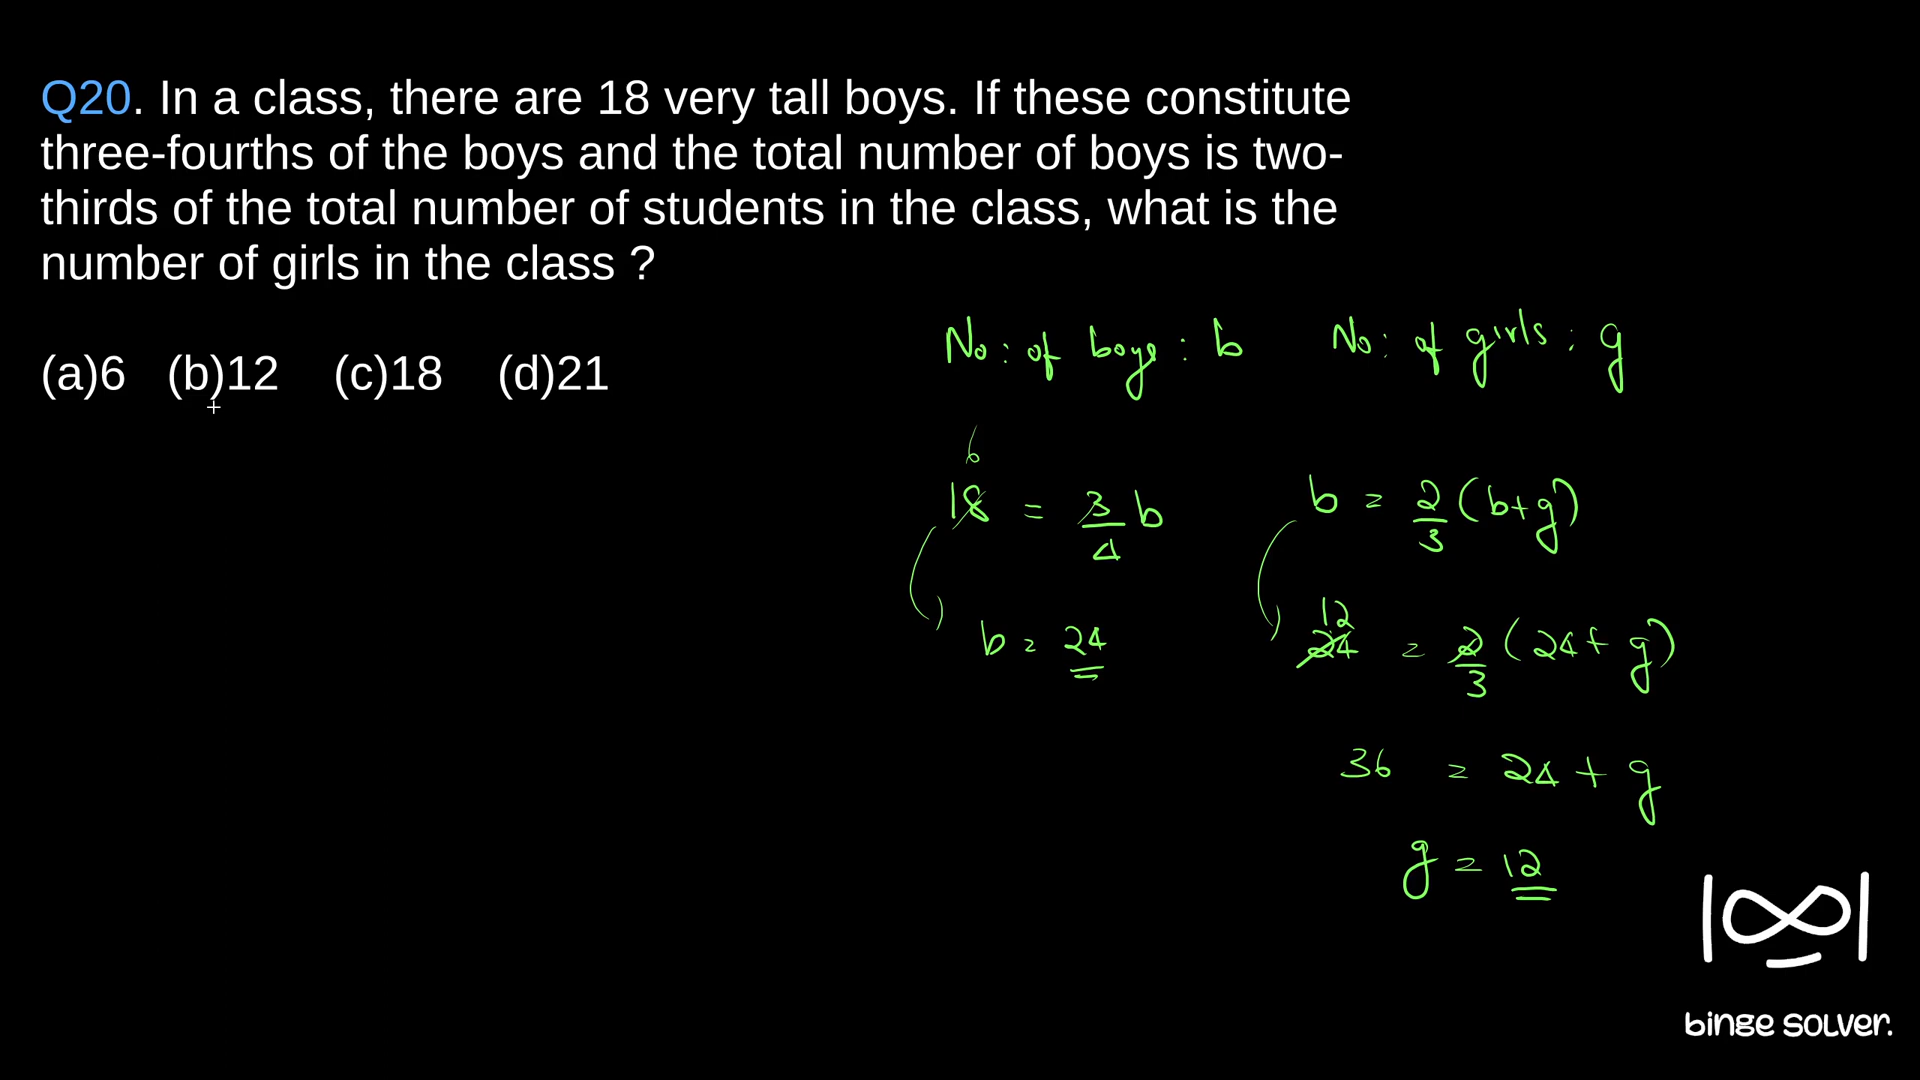 Q20. In a class, there are 18 very tall boys. If these constitute
three-fourths of the boys and the total number of boys is two-
thirds of the total number of students in the class, what is the
number of girls in the class ?
No: of boys : b No: of girls : g
(a)6 (b)12 (c)18 (d)21
6
18 = 3/4 b
b = 2/3 (b+g)
12
b = 24
24 = 2/3 (24+ g)
36 = 24 + g
g = 12
binge SOLVER.